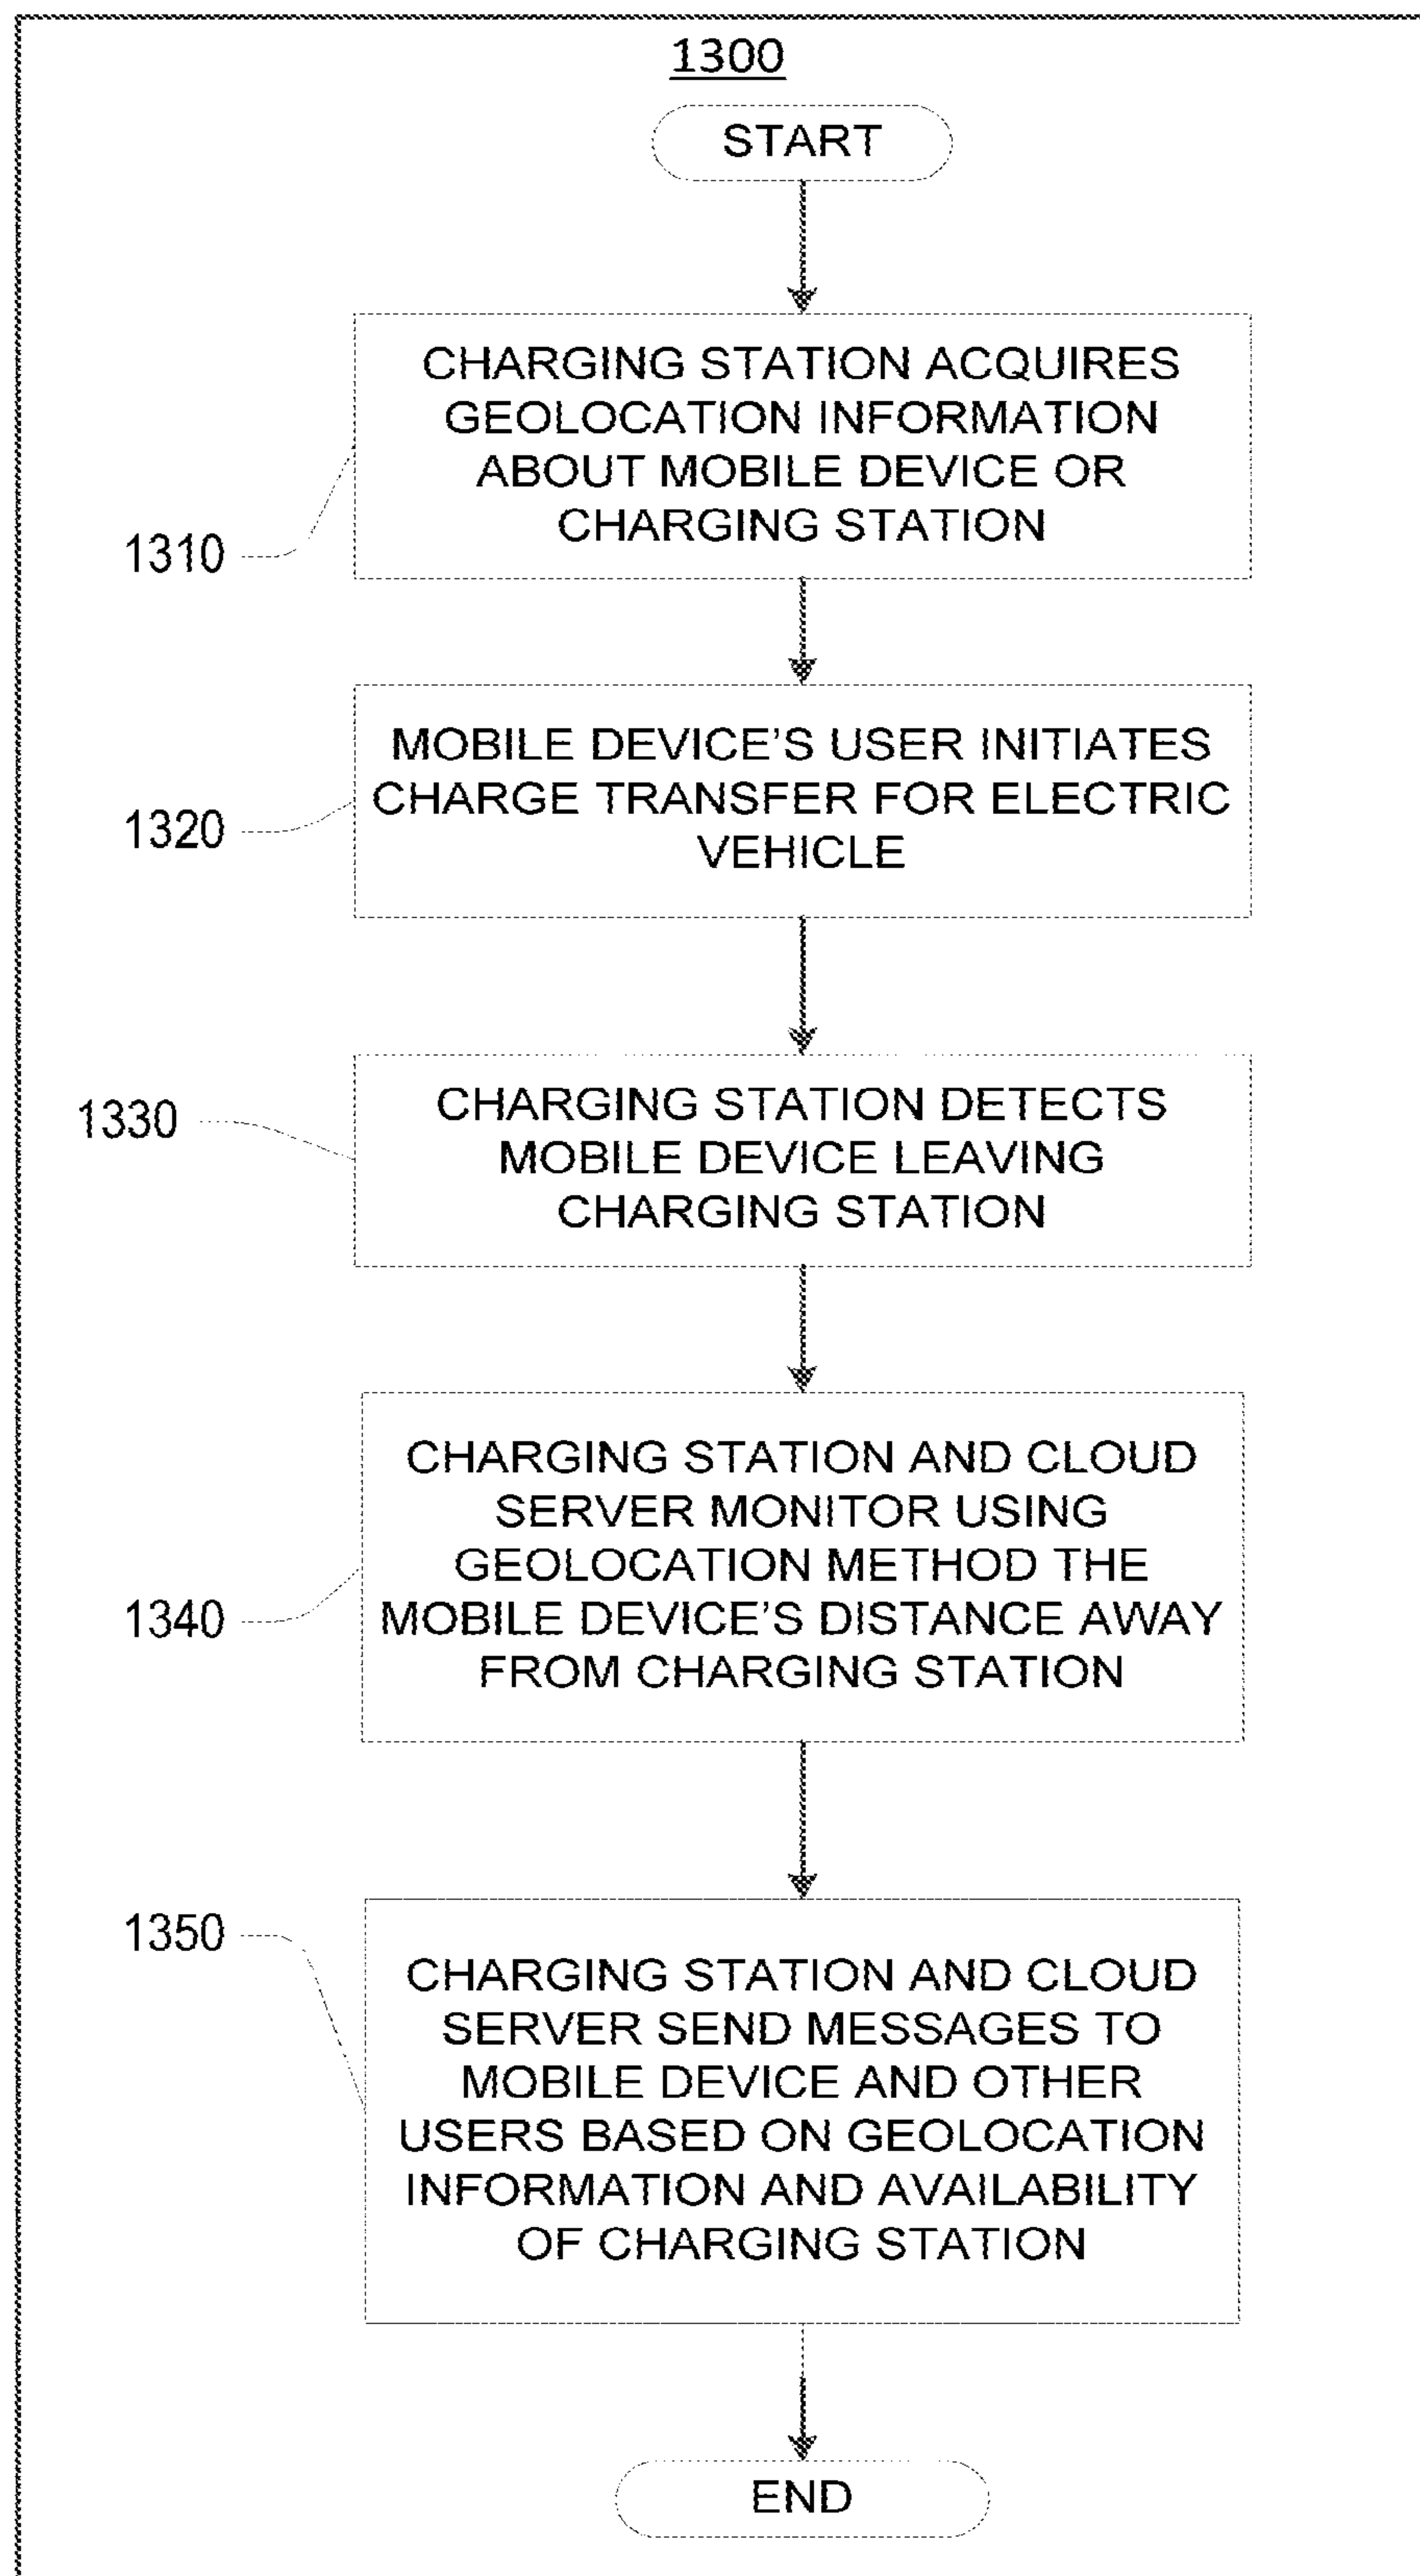 1300
START
CHARGING STATION ACQUIRES
GEOLOCATION INFORMATION
ABOUT MOBILE DEVICE OR
CHARGING STATION
1310
MOBILE DEVICE’S USER INITIATES
CHARGE TRANSFER FOR ELECTRIC
VEHICLE
1320
CHARGING STATION DETECTS
MOBILE DEVICE LEAVING
CHARGING STATION
1330
CHARGING STATION AND CLOUD
SERVER MONITOR USING
GEOLOCATION METHOD THE
MOBILE DEVICE’S DISTANCE AWAY
FROM CHARGING STATION
1340
CHARGING STATION AND CLOUD
SERVER SEND MESSAGES TO
MOBILE DEVICE AND OTHER
USERS BASED ON GEOLOCATION
INFORMATION AND AVAILABILITY
OF CHARGING STATION
1350
END